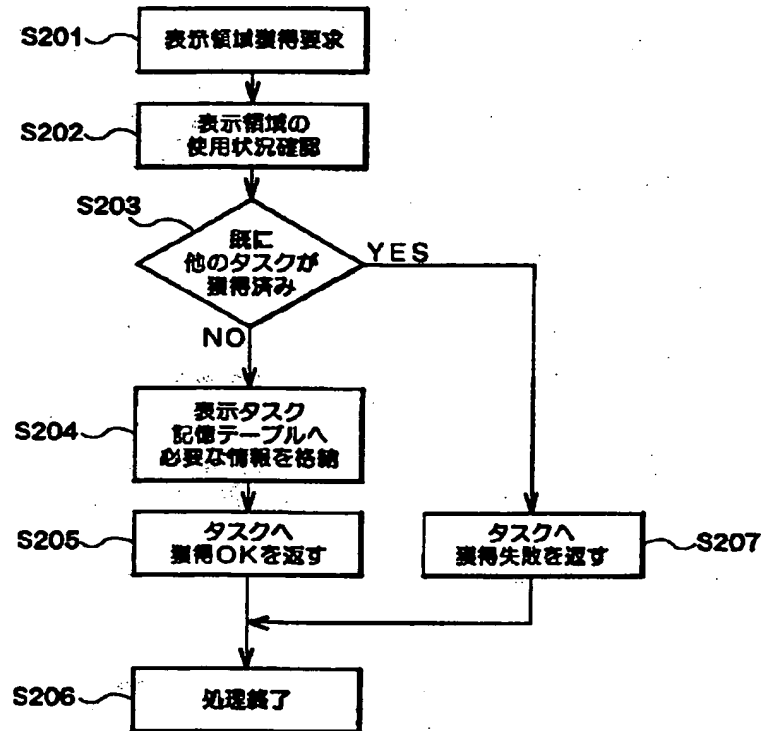 S201
表示領域獲得要求
S202
表示領域の
使用状況確認
S203
既に
他のタスクが
獲得済み
YES
NO
S204
表示タスク
記憶テーブルへ
必要な情報を格納
S205
タスクへ
獲得OKを返す
タスクへ
獲得失敗を返す
S207
S206
処理終了